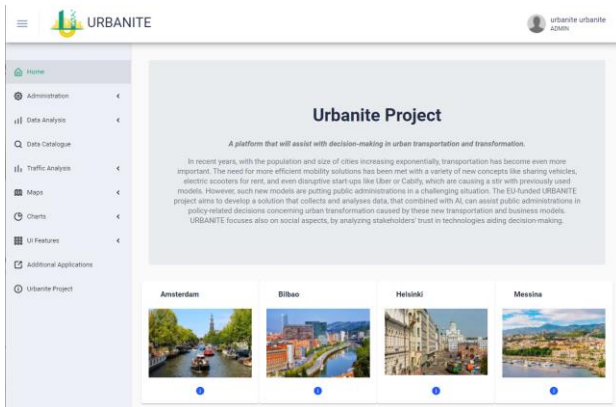 URBANITE
urbanite urbanite
ADMIN
Home
Administration
Data Analysis
Data Catalogue
Traffic Analysis
Maps
Charts
UI Features
Additional Applications
Urbanite Project
Urbanite Project
A platform that will assist with decision-making in urban transportation and transformation.
In recent years, with the population and size of cities increasing exponentially, transportation has become even more
important. The need for more efficient mobility solutions has been met with a variety of new concepts like sharing vehicles,
electric scooters for rent, and even disruptive start-ups like Uber or Cabify, which are causing a stir with previously used
models. However, such new models are putting public administrations in a challenging situation. The EU-funded URBANITE
project aims to develop a solution that collects and analyses data, that combined with AI, can assist public administrations in
policy-related decisions concerning urban transformation caused by these new transportation and business models.
URBANITE focuses also on social aspects, by analyzing stakeholders' trust in technologies aiding decision-making.
Amsterdam
Bilbao
Helsinki
Messina